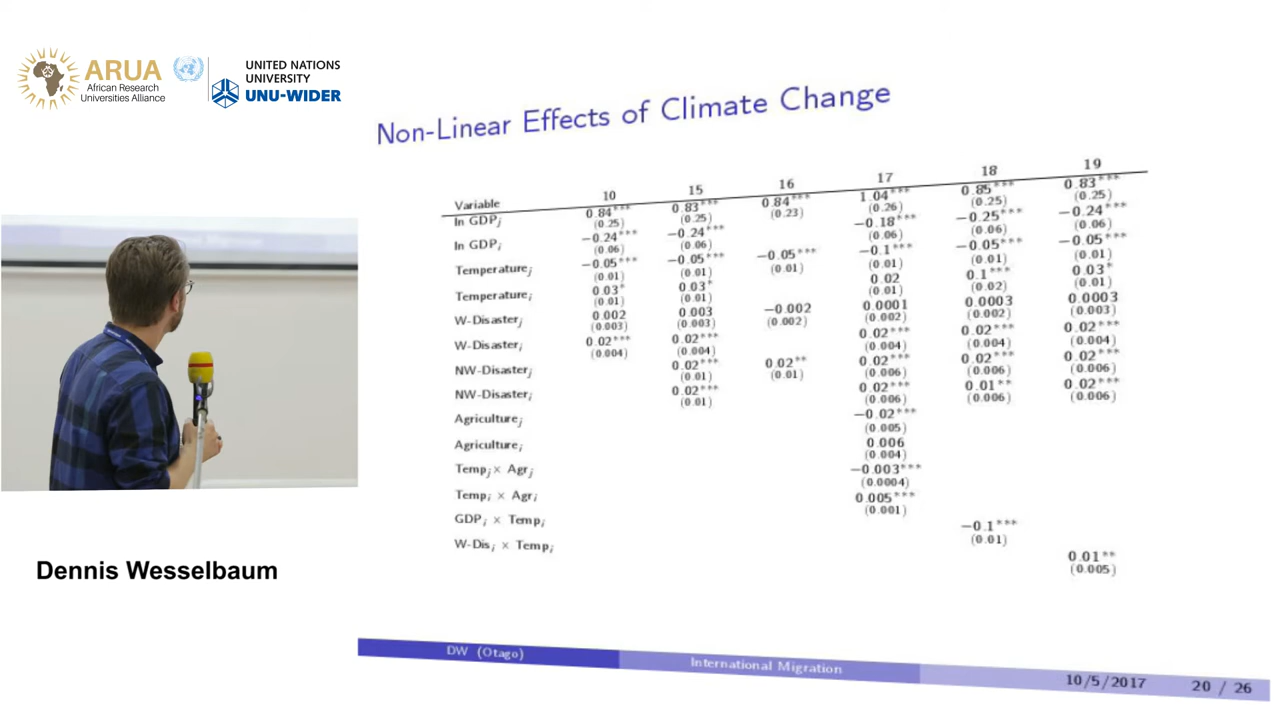 ARUA
African Research
Universities Alliance
UNITED NATIONS
UNIVERSITY
UNU-WIDER
Non-Linear Effects of Climate Change
Variable 10 15 16 17 18 19
ln GDPⱼ 0.84*** 0.83*** 0.84*** 1.04*** 0.85*** 0.83***
(0.25) (0.25) (0.23) (0.26) (0.25) (0.25)
ln GDPᵢ −0.24*** −0.24*** −0.18*** −0.25*** −0.24***
(0.06) (0.06) (0.06) (0.06) (0.06)
Temperatureⱼ −0.05*** −0.05*** −0.05*** −0.1*** −0.05*** −0.05***
(0.01) (0.01) (0.01) (0.01) (0.01) (0.01)
Temperatureᵢ 0.03* 0.03* 0.02 0.1*** 0.03*
(0.01) (0.01) (0.01) (0.02) (0.01)
W-Disasterⱼ 0.002 0.003 −0.002 0.0001 0.0003 0.0003
(0.003) (0.003) (0.002) (0.002) (0.002) (0.003)
W-Disasterᵢ 0.02*** 0.02*** 0.02*** 0.02*** 0.02***
(0.004) (0.004) (0.004) (0.004) (0.004)
NW-Disasterⱼ 0.02*** 0.02** 0.02*** 0.02*** 0.02***
(0.01) (0.01) (0.006) (0.006) (0.006)
NW-Disasterᵢ 0.02*** 0.02*** 0.01** 0.02***
(0.01) (0.006) (0.006) (0.006)
Agricultureⱼ −0.02***
(0.005)
Agricultureᵢ 0.006
(0.004)
Tempⱼ× Agrⱼ −0.003***
(0.0004)
Tempᵢ × Agrᵢ 0.005***
(0.001)
GDPᵢ × Tempᵢ −0.1***
(0.01)
W-Disᵢ × Tempᵢ 0.01**
(0.005)
Dennis Wesselbaum
DW (Otago) International Migration 10/5/2017 20 / 26